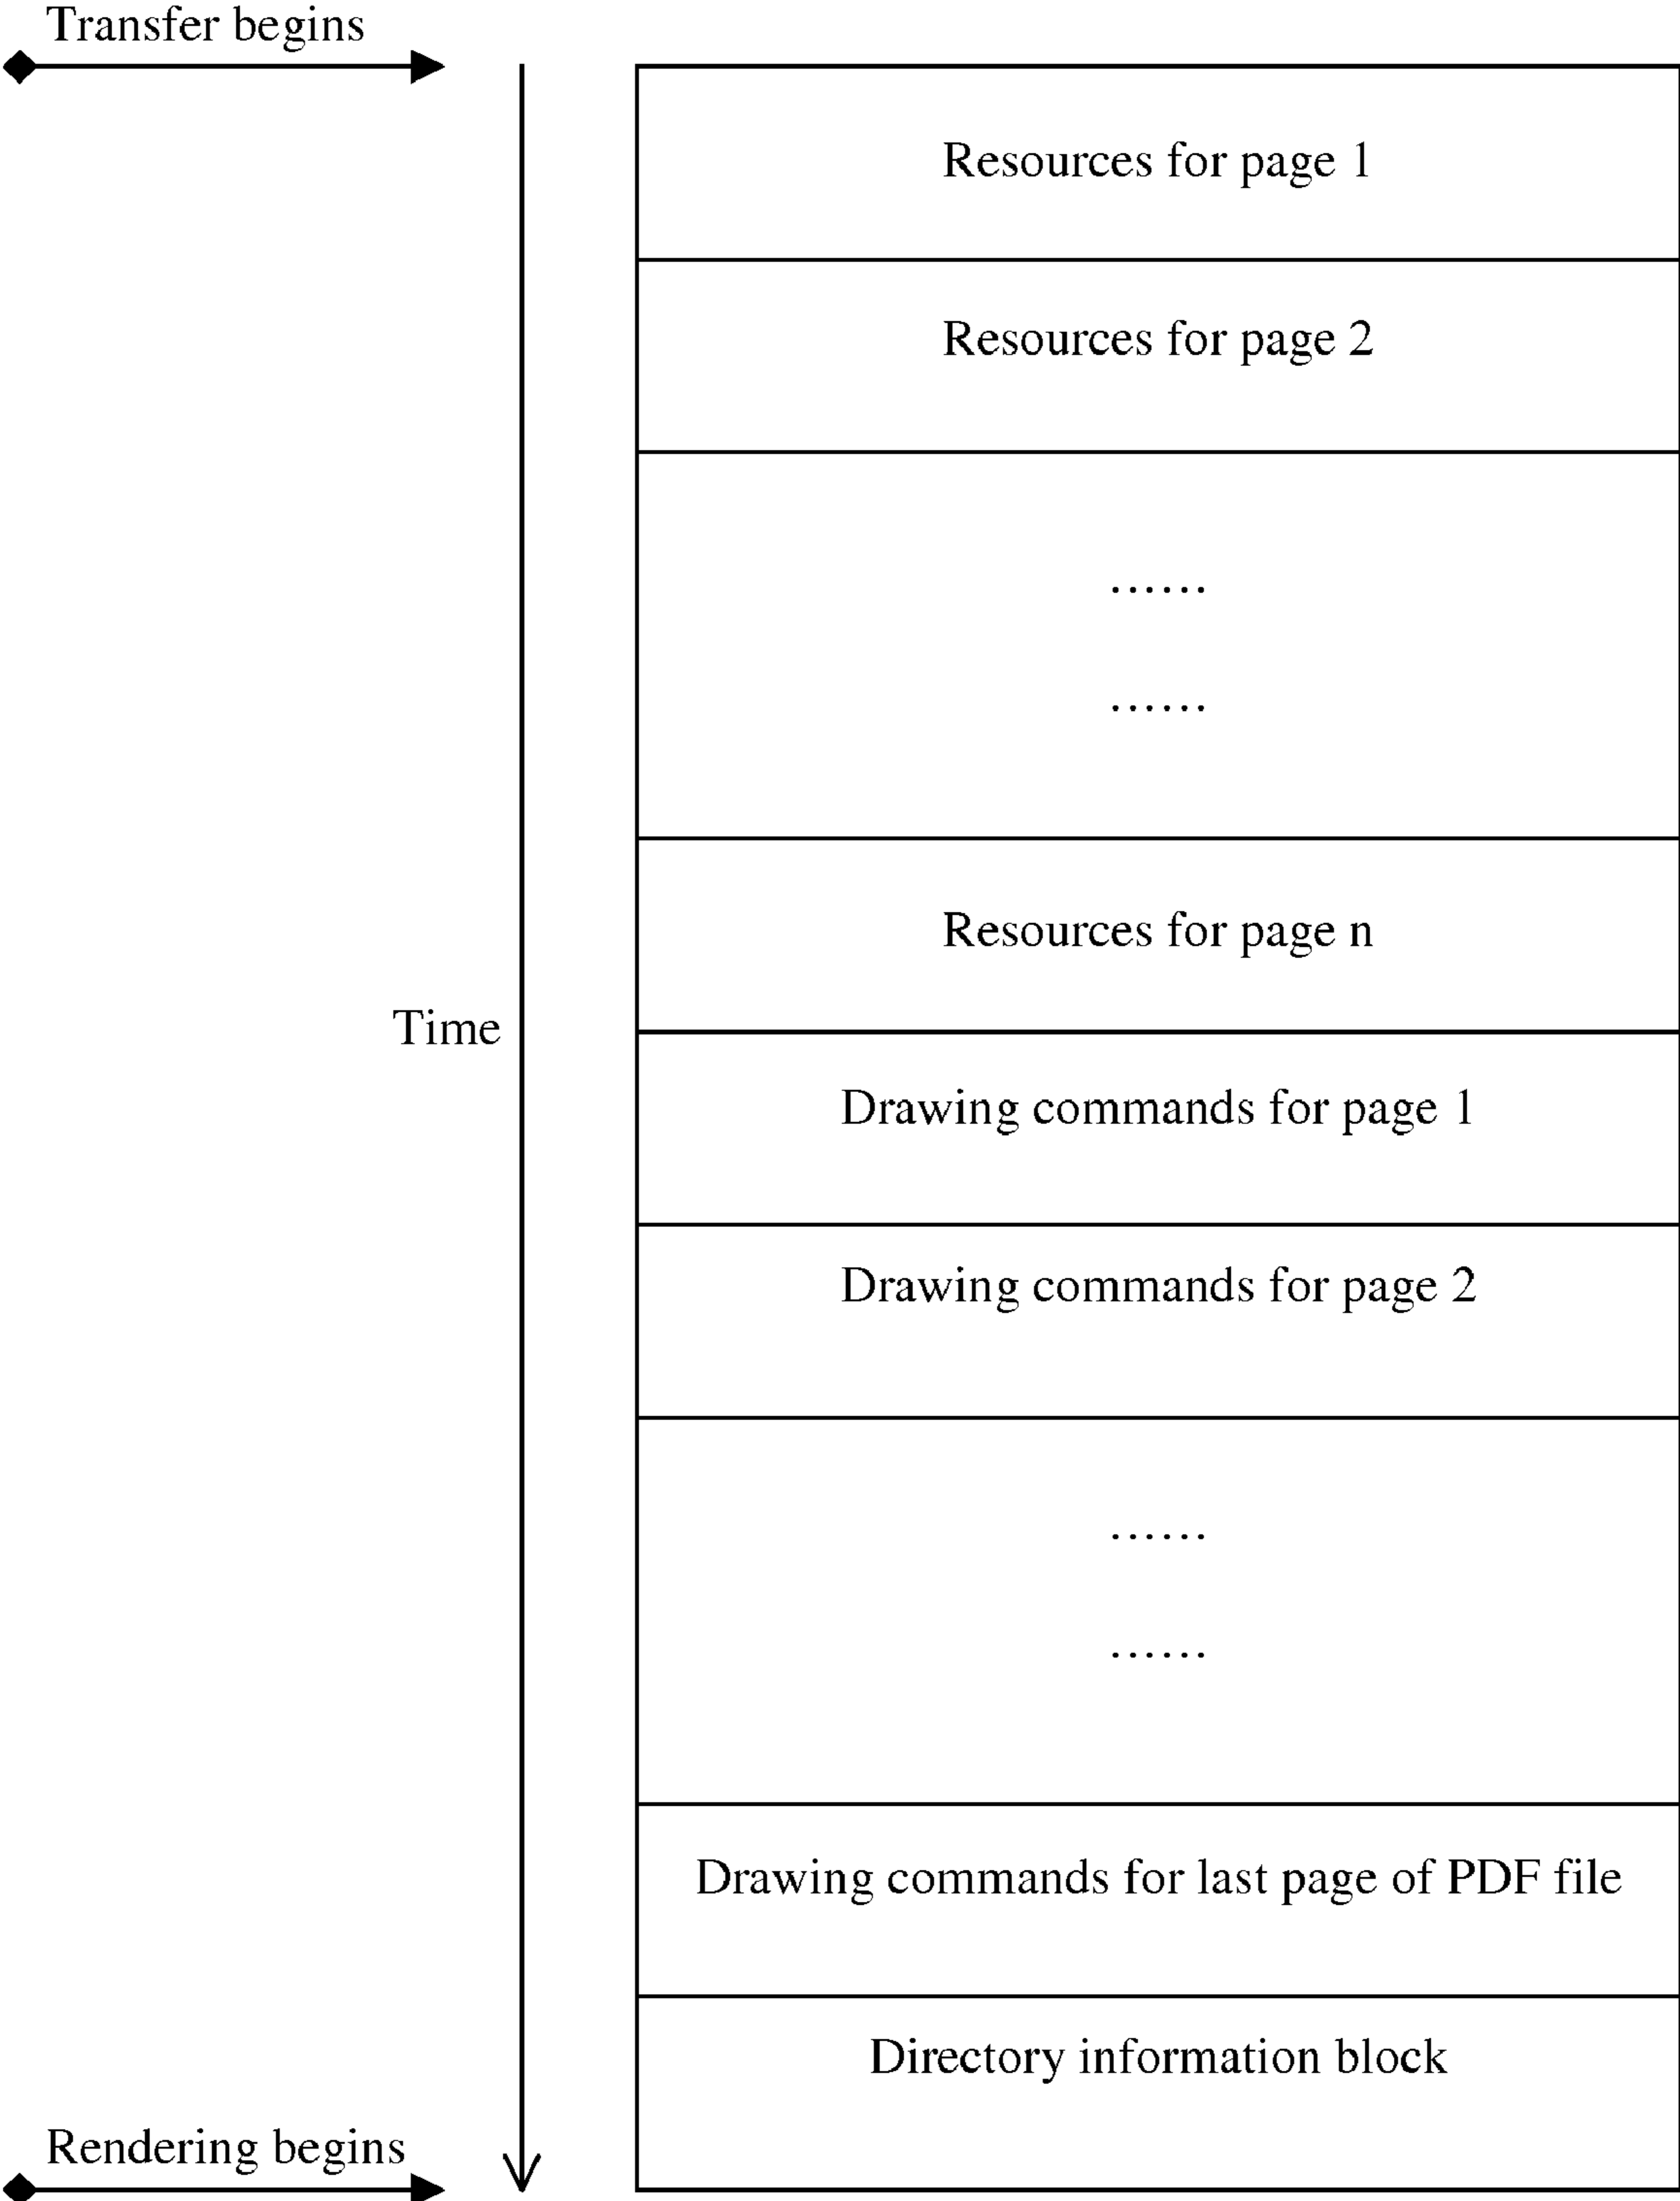 Transfer begins
Resources for page 1
Resources for page 2
......
......
Resources for page n
Time
Drawing commands for page 1
Drawing commands for page 2
......
......
Drawing commands for last page of PDF file
Directory information block
Rendering begins